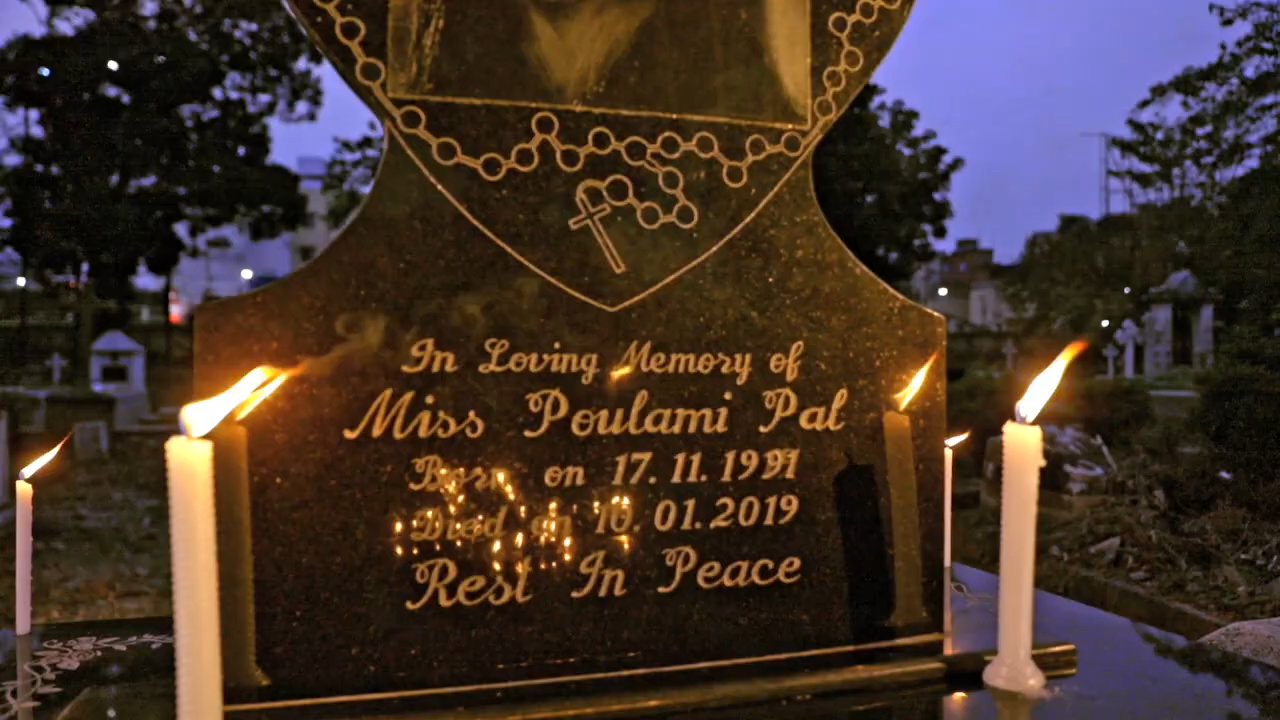 In Loving Memory of
Miss Poulami Pal
Born on 17.11.1991
Died on 10.01.2019
Rest In Peace